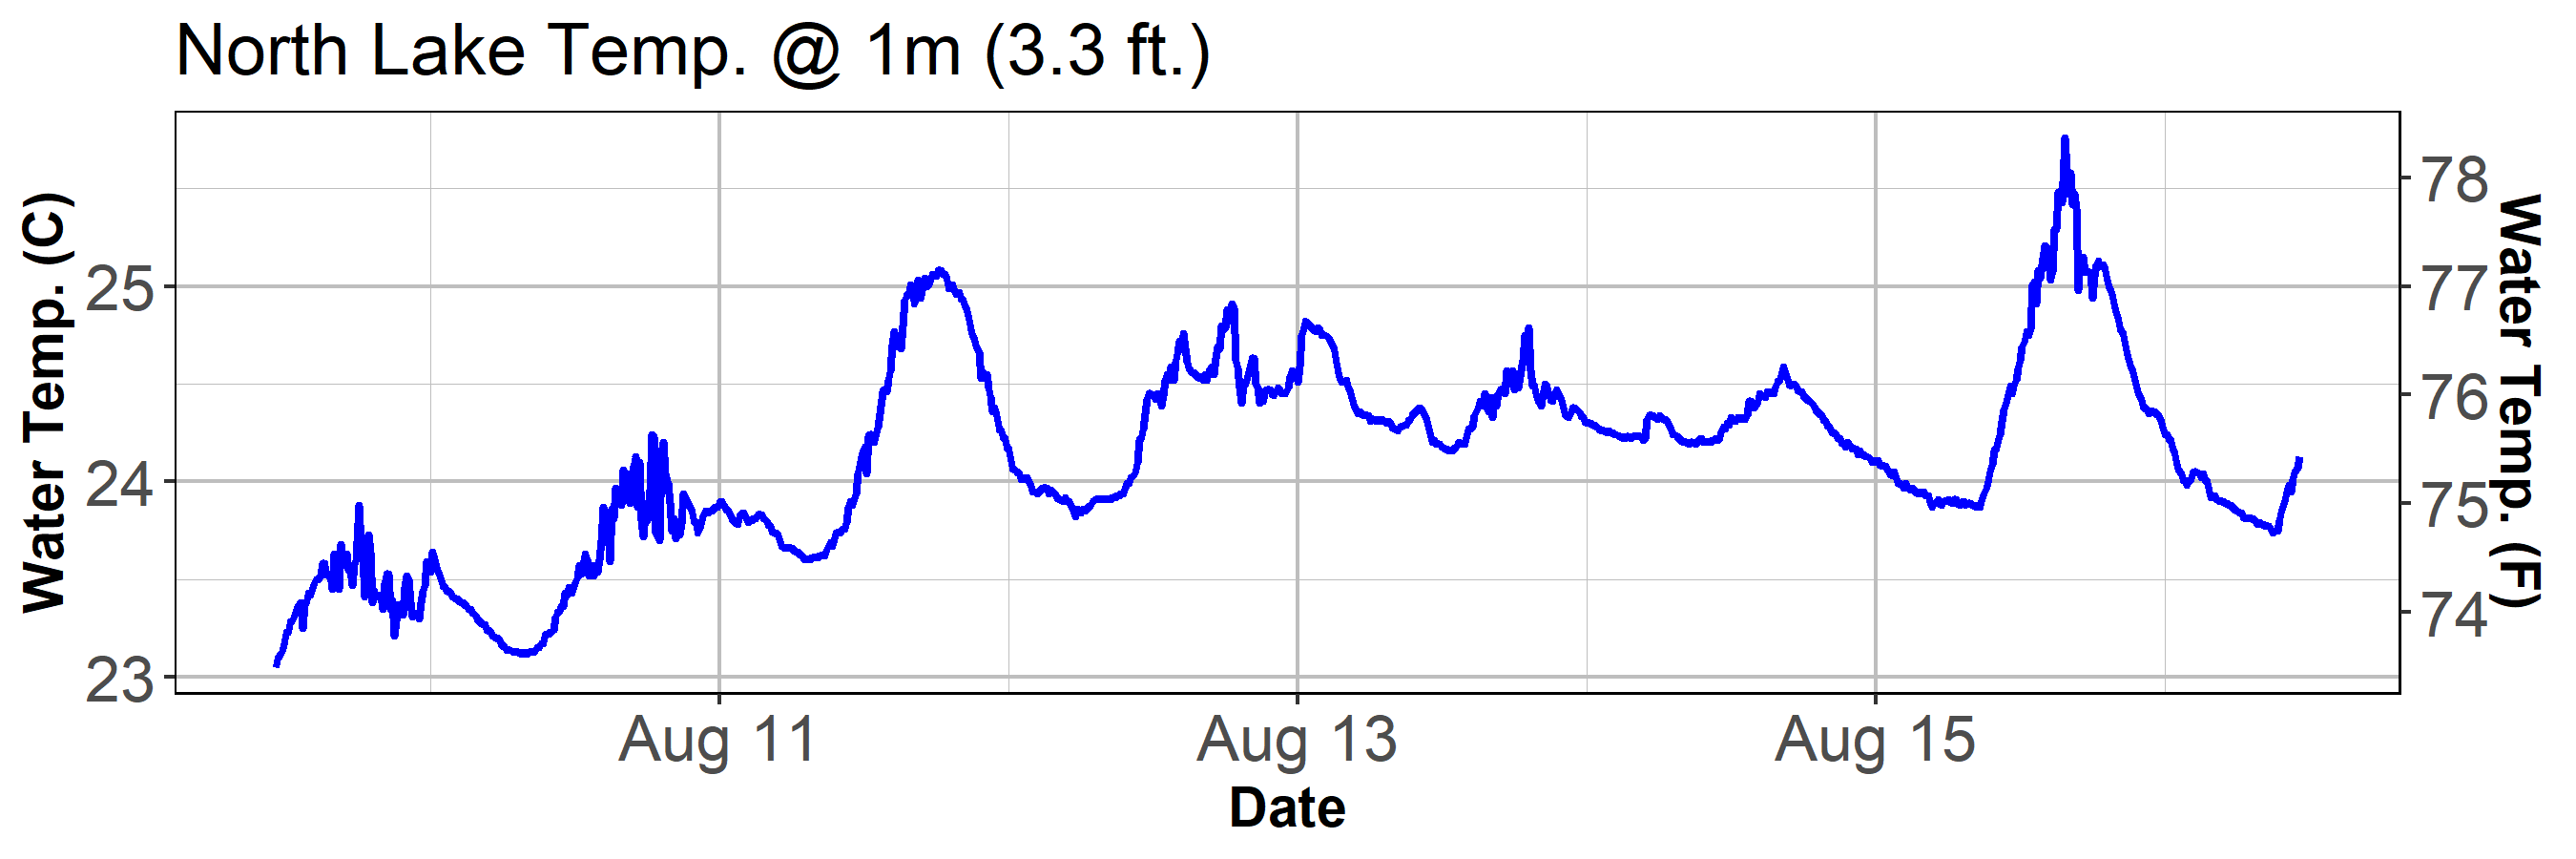 North Lake Temp. @ 1m (3.3 ft.)
Water Temp. (C)
25
24
23
78
77
76
75
74
Water Temp. (F)
Aug 11
Aug 13
Aug 15
Date